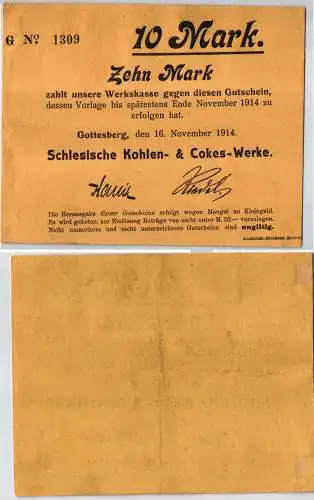 G No 1309
10 Mark.
Zehn Mark
zahlt unsere Werkskasse gegen diesen Gutschein,
dessen Vorlage bis spätestens Ende November 1914 zu
erfolgen hat.
Gottesberg, den 16. November 1914.
Schlesische Kohlen- & Cokes-Werke.
Die Herausgabe dieser Gutscheine erfolgt wegen Mangel an Kleingeld.
Es wird gebeten, zur Einlösung Beträge von nicht unter M. 20.— vorzulegen.
Nicht numerierte und nicht unterzeichnete Gutscheine sind ungiltig.